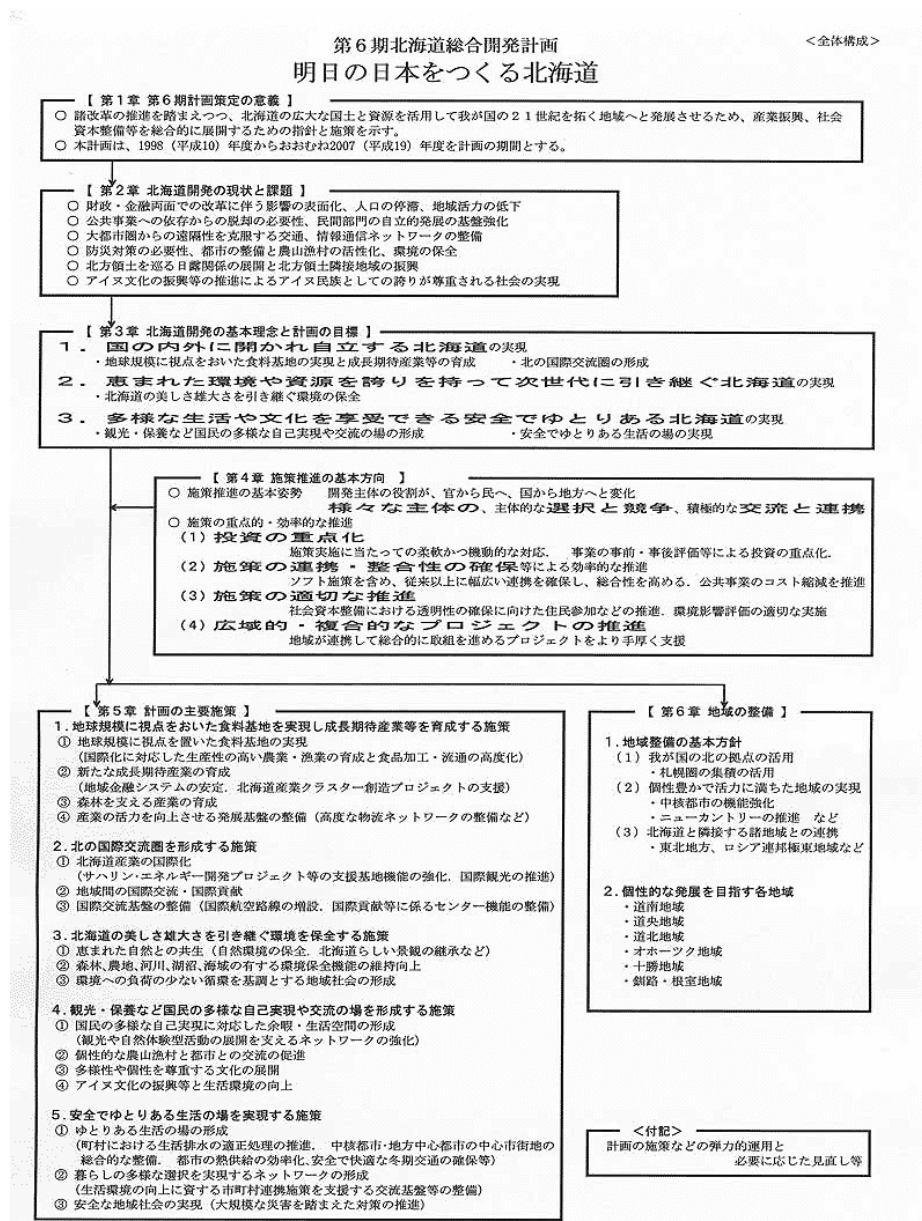 第６期北海道総合開発計画
＜全体構成＞
明日の日本をつくる北海道
【 第１章 第６期計画策定の意義 】
○ 諸改革の推進を踏まえつつ、北海道の広大な国土と資源を活用して我が国の２１世紀を拓く地域へと発展させるため、産業振興、社会
資本整備等を総合的に展開するための指針と施策を示す。
○ 本計画は、1998（平成10）年度からおおむね2007（平成19）年度を計画の期間とする。
【 第２章 北海道開発の現状と課題 】
○ 財政・金融両面での改革に伴う影響の表面化、人口の停滞、地域活力の低下
○ 公共事業への依存からの脱却の必要性、民間部門の自立的発展の基盤強化
○ 大都市圏からの遠隔性を克服する交通、情報通信ネットワークの整備
○ 防災対策の必要性、都市の整備と農山漁村の活性化、環境の保全
○ 北方領土を巡る日露関係の展開と北方領土隣接地域の振興
○ アイヌ文化の振興等の推進によるアイヌ民族としての誇りが尊重される社会の実現
【 第３章 北海道開発の基本理念と計画の目標 】
１．国の内外に開かれ自立する北海道の実現
・地球規模に視点をおいた食料基地の実現と成長期待産業等の育成　・北の国際交流圏の形成
２．恵まれた環境や資源を誇りを持って次世代に引き継ぐ北海道の実現
・北海道の美しさ雄大さを引き継ぐ環境の保全
３．多様な生活や文化を享受できる安全でゆとりある北海道の実現
・観光・保養など国民の多様な自己実現や交流の場の形成　・安全でゆとりある生活の場の実現
【 第４章 施策推進の基本方向 】
○ 施策推進の基本姿勢　開発主体の役割が、官から民へ、国から地方へと変化
様々な主体の、主体的な選択と競争、積極的な交流と連携
○ 施策の重点的・効率的な推進
（1）投資の重点化
施策実施に当たっての柔軟かつ機動的な対応．　事業の事前・事後評価等による投資の重点化．
（2）施策の連携・整合性の確保等による効率的な推進
ソフト施策を含め、従来以上に幅広い連携を確保し、総合性を高める．公共事業のコスト縮減を推進
（3）施策の適切な推進
社会資本整備における透明性の確保に向けた住民参加などの推進．環境影響評価の適切な実施
（4）広域的・複合的なプロジェクトの推進
地域が連携して総合的に取組を進めるプロジェクトをより手厚く支援
【 第５章 計画の主要施策 】
１．地球規模に視点をおいた食料基地を実現し成長期待産業等を育成する施策
① 地球規模に視点を置いた食料基地の実現
（国際化に対応した生産性の高い農業・漁業の育成と食品加工・流通の高度化）
② 新たな成長期待産業の育成
（地域金融システムの安定．北海道産業クラスター創造プロジェクトの支援）
③ 森林を支える産業の育成
④ 産業の活力を向上させる発展基盤の整備（高度な物流ネットワークの整備など）
２．北の国際交流圏を形成する施策
① 北海道産業の国際化
（サハリン・エネルギー開発プロジェクト等の支援基地機能の強化．国際観光の推進）
② 地域間の国際交流・国際貢献
③ 国際交流基盤の整備（国際航空路線の増設．国際貢献等に係るセンター機能の整備）
３．北海道の美しさ雄大さを引き継ぐ環境を保全する施策
① 恵まれた自然との共生（自然環境の保全．北海道らしい景観の継承など）
② 森林、農地、河川、湖沼、海域の有する環境保全機能の維持向上
③ 環境への負荷の少ない循環を基調とする地域社会の形成
４．観光・保養など国民の多様な自己実現や交流の場を形成する施策
① 国民の多様な自己実現に対応した余暇・生活空間の形成
（観光や自然体験型活動の展開を支えるネットワークの強化）
② 個性的な農山漁村と都市との交流の促進
③ 多様性や個性を尊重する文化の展開
④ アイヌ文化の振興等と生活環境の向上
５．安全でゆとりある生活の場を実現する施策
① ゆとりある生活の場の形成
（町村における生活排水の適正処理の推進．　中核都市・地方中心都市の中心市街地の
総合的な整備．　都市の熱供給の効率化、安全で快適な冬期交通の確保等）
② 暮らしの多様な選択を実現するネットワークの形成
（生活環境の向上に資する市町村連携施策を支援する交流基盤等の整備）
③ 安全な地域社会の実現（大規模な災害を踏まえた対策の推進）
【 第６章 地域の整備 】
１．地域整備の基本方針
（1）我が国の北の拠点の活用
・札幌圏の集積の活用
（2）個性豊かで活力に満ちた地域の実現
・中核都市の機能強化
・ニューカントリーの推進　など
（3）北海道と隣接する諸地域との連携
・東北地方、ロシア連邦極東地域など
２．個性的な発展を目指す各地域
・道南地域
・道央地域
・道北地域
・オホーツク地域
・十勝地域
・釧路・根室地域
＜付記＞
計画の施策などの弾力的運用と
必要に応じた見直し等